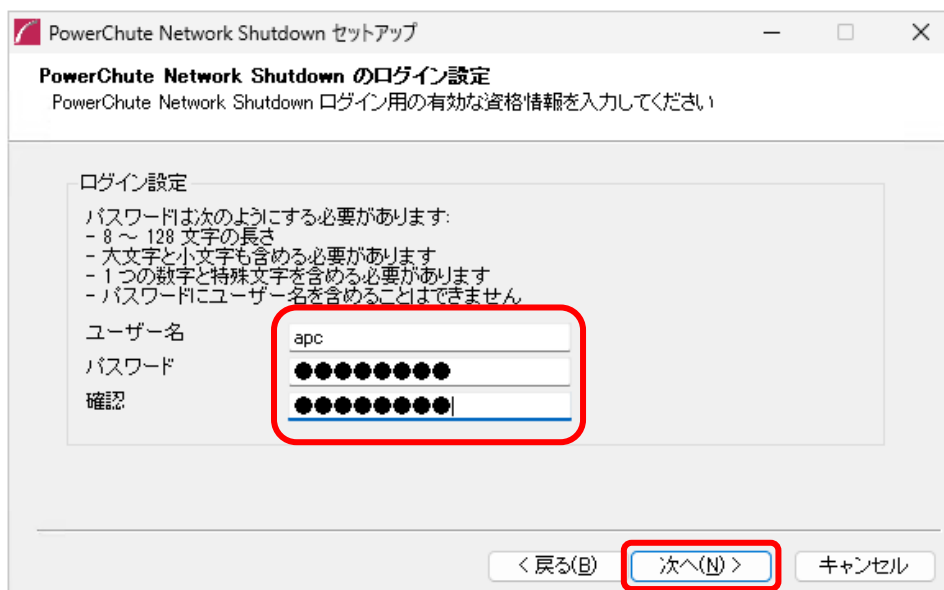 PowerChute Network Shutdown セットアップ
PowerChute Network Shutdown のログイン設定
PowerChute Network Shutdown ログイン用の有効な資格情報を入力してください
ログイン設定
パスワードは次のようにする必要があります:
- 8 ～ 128 文字の長さ
- 大文字と小文字も含める必要があります
- 1 つの数字と特殊文字を含める必要があります
- パスワードにユーザー名を含めることはできません
ユーザー名 apc
パスワード ●●●●●●●●
確認 ●●●●●●●●
< 戻る(B) 次へ(N) > キャンセル